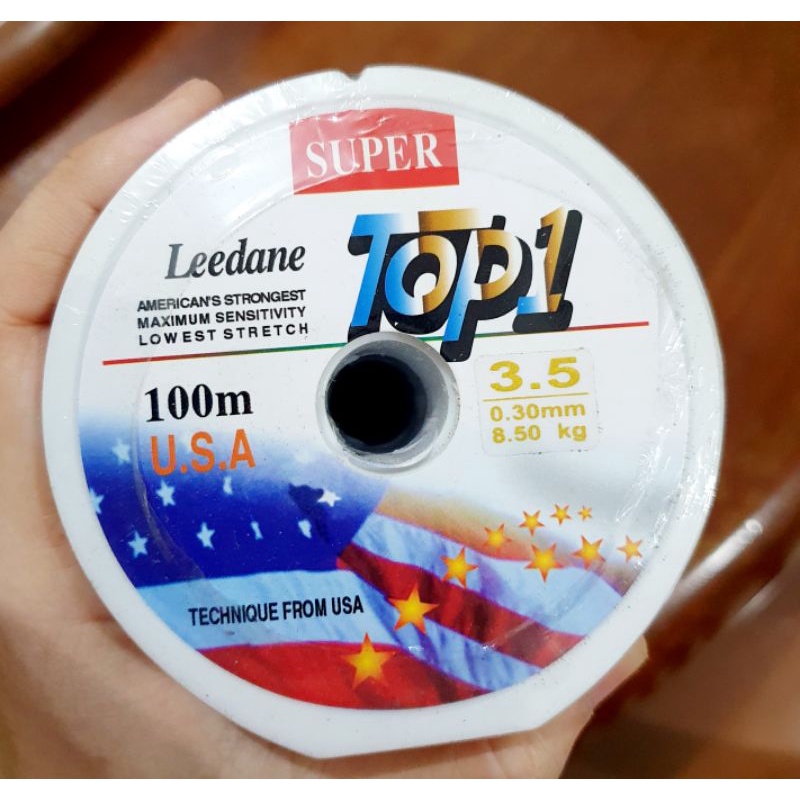 SUPER
Leedane
TOP1
AMERICAN'S STRONGEST
MAXIMUM SENSITIVITY
LOWEST STRETCH
100m
U.S.A
3.5
0.30mm
8.50 kg
TECHNIQUE FROM USA